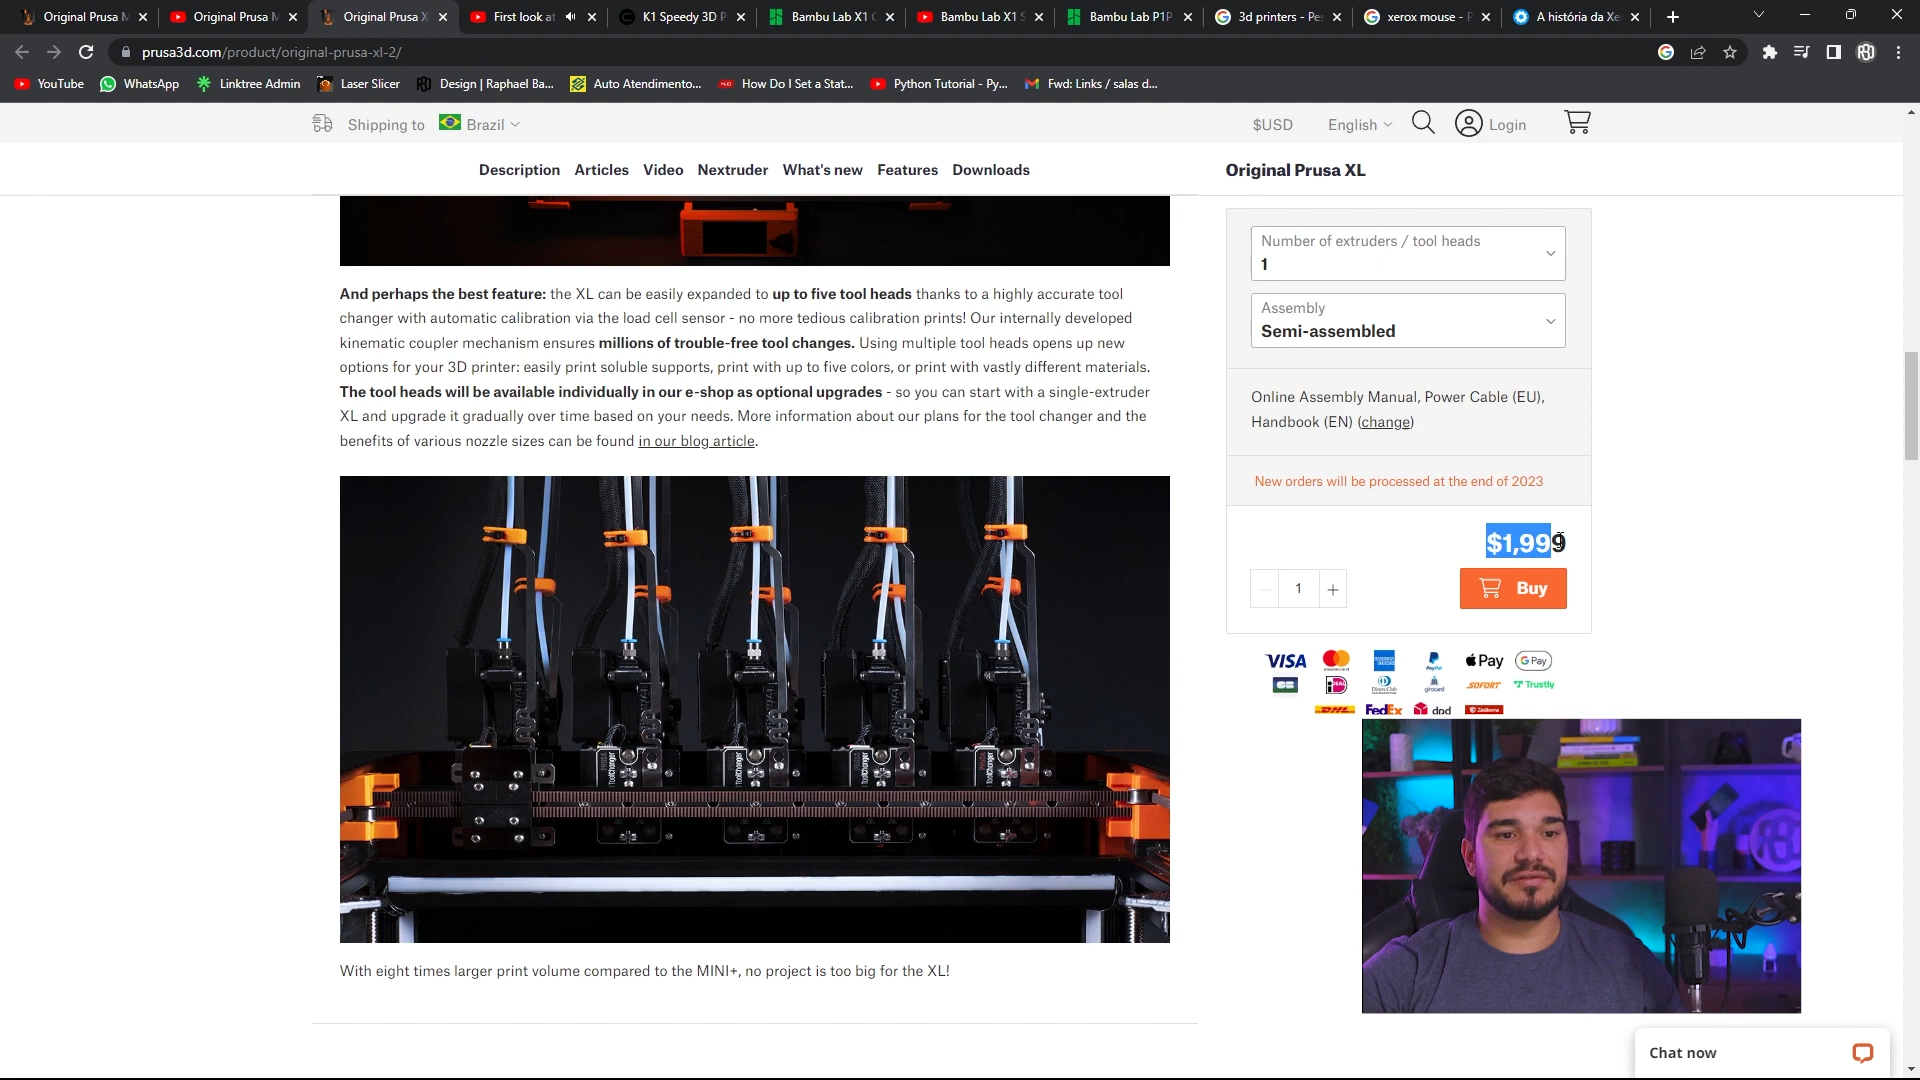 Original Prusa M
Original Prusa M
Original Prusa X
First look at
K1 Speedy 3D P
Bambu Lab X1 C
Bambu Lab X1 S
Bambu Lab P1P
3d printers - Pes
xerox mouse - P
A história da Xer
prusa3d.com/product/original-prusa-xl-2/
YouTube
WhatsApp
Linktree Admin
Laser Slicer
Design | Raphael Ba...
Auto Atendimento...
How Do I Set a Stat...
Python Tutorial - Py...
Fwd: Links / salas d...
Shipping to Brazil
$USD English Login
Description Articles Video Nextruder What's new Features Downloads
Original Prusa XL
And perhaps the best feature: the XL can be easily expanded to up to five tool heads thanks to a highly accurate tool
changer with automatic calibration via the load cell sensor - no more tedious calibration prints! Our internally developed
kinematic coupler mechanism ensures millions of trouble-free tool changes. Using multiple tool heads opens up new
options for your 3D printer: easily print soluble supports, print with up to five colors, or print with vastly different materials.
The tool heads will be available individually in our e-shop as optional upgrades - so you can start with a single-extruder
XL and upgrade it gradually over time based on your needs. More information about our plans for the tool changer and the
benefits of various nozzle sizes can be found in our blog article.
With eight times larger print volume compared to the MINI+, no project is too big for the XL!
Number of extruders / tool heads
1
Assembly
Semi-assembled
Online Assembly Manual, Power Cable (EU),
Handbook (EN) (change)
New orders will be processed at the end of 2023
$1,999
1
Buy
VISA mastercard PayPal Pay G Pay
CB iDEAL Diners Club girocard SOFORT Trustly
DHL FedEx dpd
Chat now